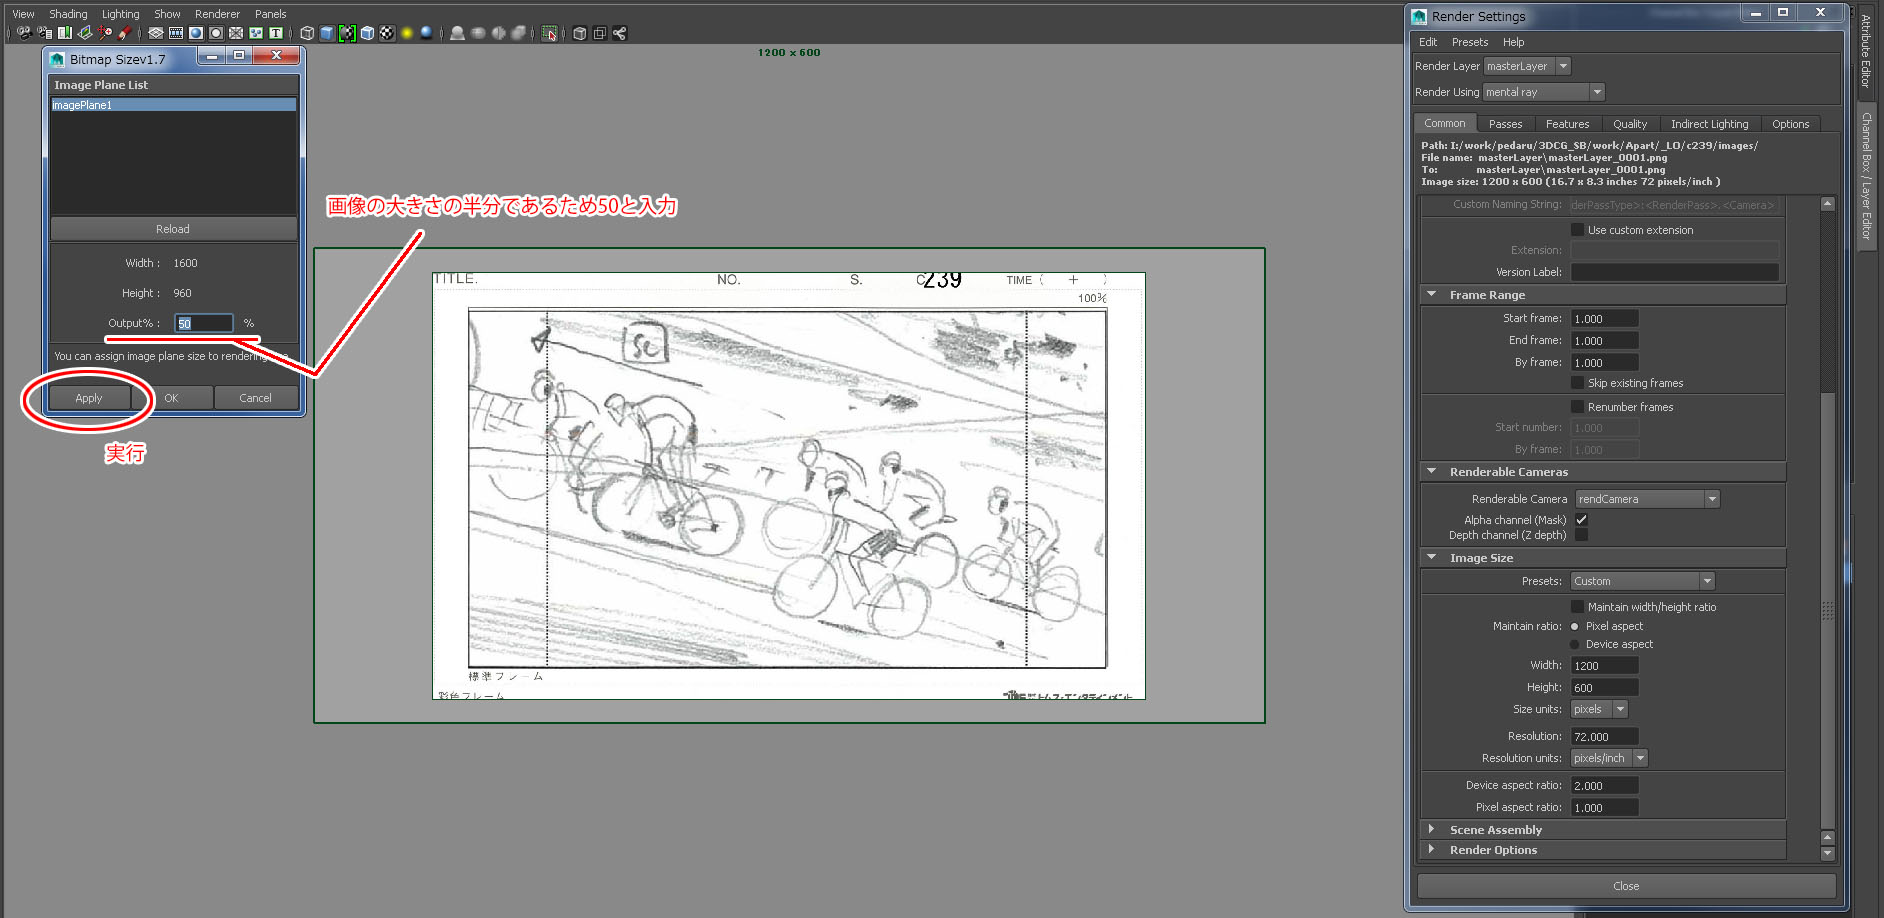 View Shading Lighting Show Renderer Panels
1200 x 600
Bitmap Sizev1.7
Image Plane List
imagePlane1
Reload
Width : 1600
Height : 960
Output% : 50 %
You can assign image plane size to rendering
Apply OK Cancel
実行
画像の大きさの半分であるため50と入力
TITLE. NO. S. C 239 TIME ( + )
100%
SL
標準フレーム
彩色フレーム
Render Settings
Edit Presets Help
Render Layer masterLayer
Render Using mental ray
Common Passes Features Quality Indirect Lighting Options
Path: I:/work/pedaru/3DCG_SB/work/Apart/_LO/c239/images/
File name: masterLayer\masterLayer_0001.png
To: masterLayer\masterLayer_0001.png
Image size: 1200 x 600 (16.7 x 8.3 inches 72 pixels/inch )
Custom Naming String: derPassType>:<RenderPass>.<Camera>
Use custom extension
Extension:
Version Label:
Frame Range
Start frame: 1.000
End frame: 1.000
By frame: 1.000
Skip existing frames
Renumber frames
Start number: 1.000
By frame: 1.000
Renderable Cameras
Renderable Camera rendCamera
Alpha channel (Mask)
Depth channel (Z depth)
Image Size
Presets: Custom
Maintain width/height ratio
Maintain ratio: Pixel aspect
Device aspect
Width: 1200
Height: 600
Size units: pixels
Resolution: 72.000
Resolution units: pixels/inch
Device aspect ratio: 2.000
Pixel aspect ratio: 1.000
Scene Assembly
Render Options
Close
Attribute Editor
Channel Box / Layer Editor